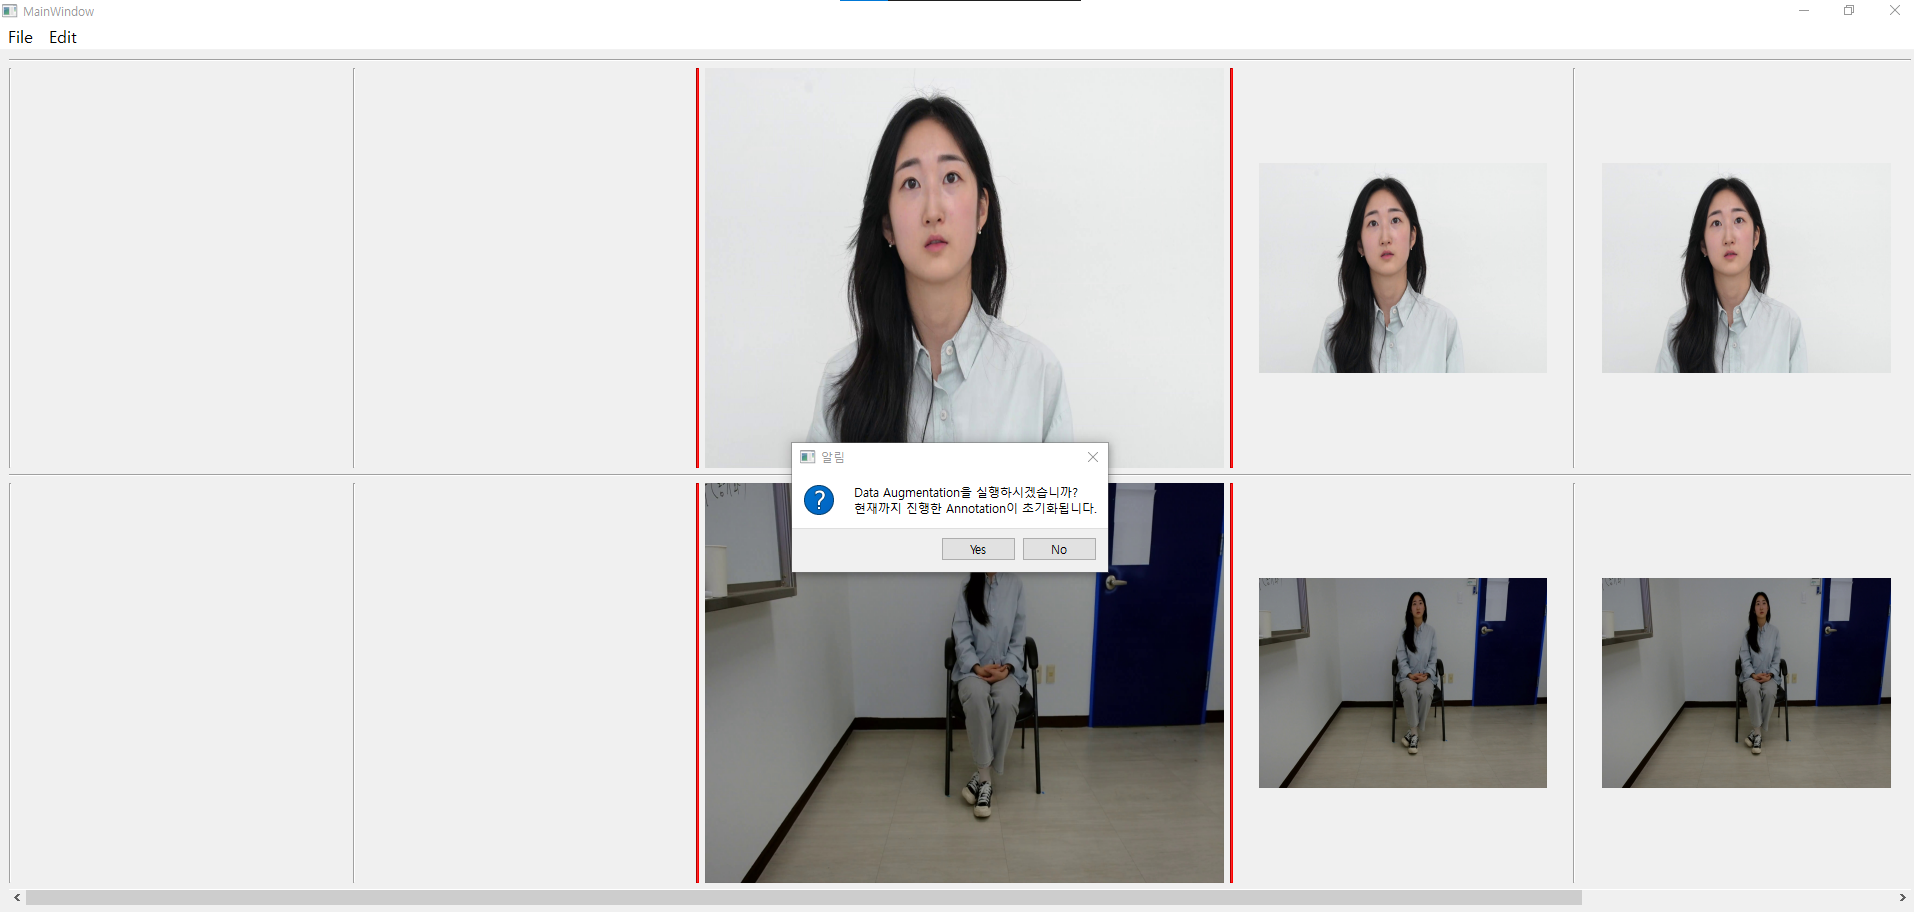 MainWindow
File Edit
알림
Data Augmentation을 실행하시겠습니까?
현재까지 진행한 Annotation이 초기화됩니다.
Yes No